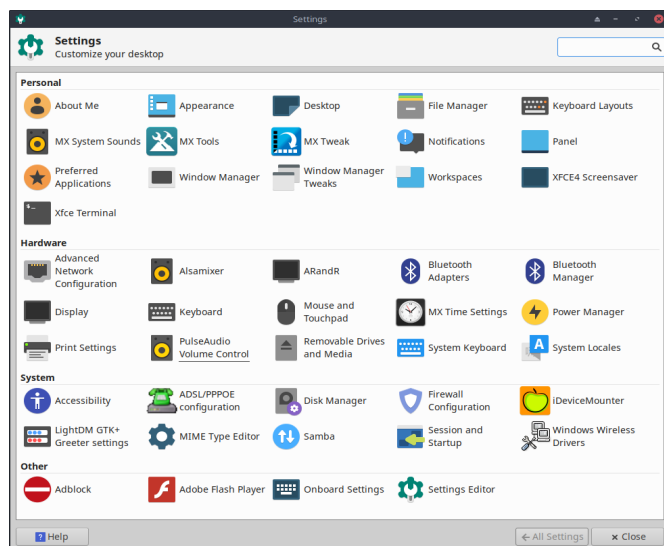 Settings
Settings
Customize your desktop
Personal
About Me
Appearance
Desktop
File Manager
Keyboard Layouts
MX System Sounds
MX Tools
MX Tweak
Notifications
Panel
Preferred
Applications
Window Manager
Window Manager
Tweaks
Workspaces
XFCE4 Screensaver
Xfce Terminal
Hardware
Advanced
Network
Configuration
Alsamixer
ARandR
Bluetooth
Adapters
Bluetooth
Manager
Display
Keyboard
Mouse and
Touchpad
MX Time Settings
Power Manager
Print Settings
PulseAudio
Volume Control
Removable Drives
and Media
System Keyboard
A
System Locales
System
Accessibility
ADSL/PPPOE
configuration
Disk Manager
Firewall
Configuration
iDeviceMounter
LightDM GTK+
Greeter settings
MIME Type Editor
Samba
Session and
Startup
Windows Wireless
Drivers
Other
Adblock
Adobe Flash Player
Onboard Settings
Settings Editor
? Help
← All Settings
× Close